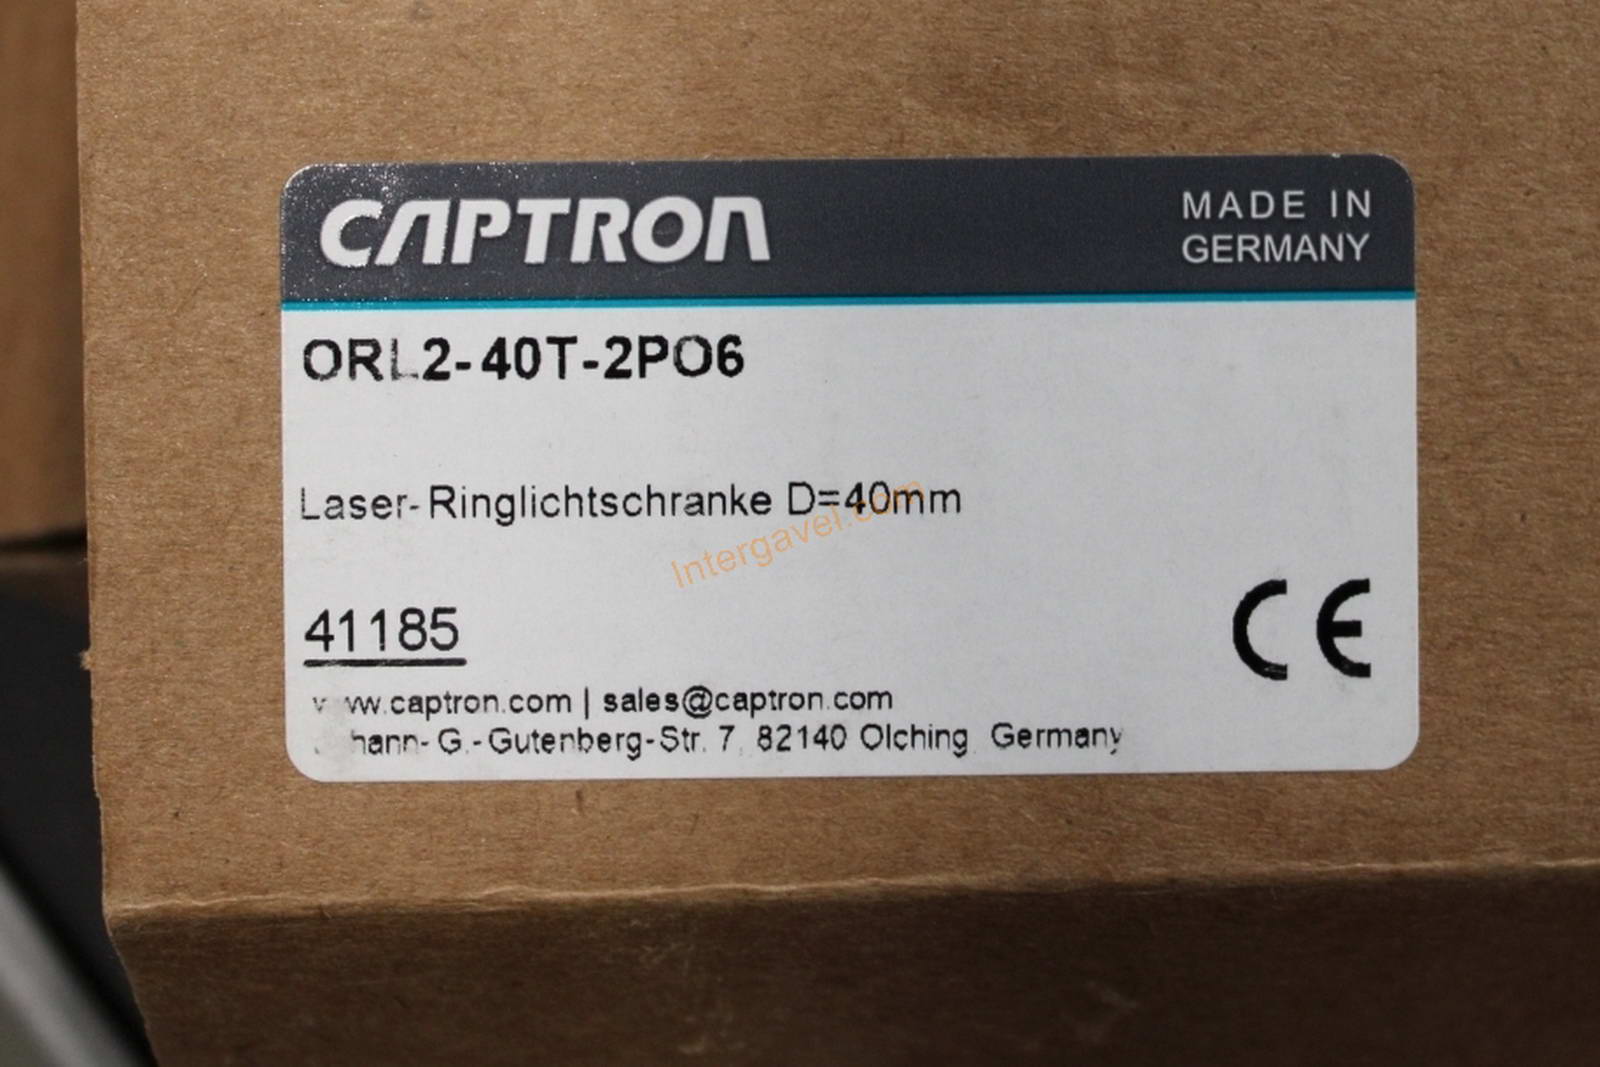 CAPTRON
MADE IN
GERMANY
ORL2-40T-2PO6
Laser-Ringlichtschranke D=40mm
Intergavel.com
41185
CE
www.captron.com | sales@captron.com
G.-Gutenberg-Str. 7, 82140 Olching, Germany